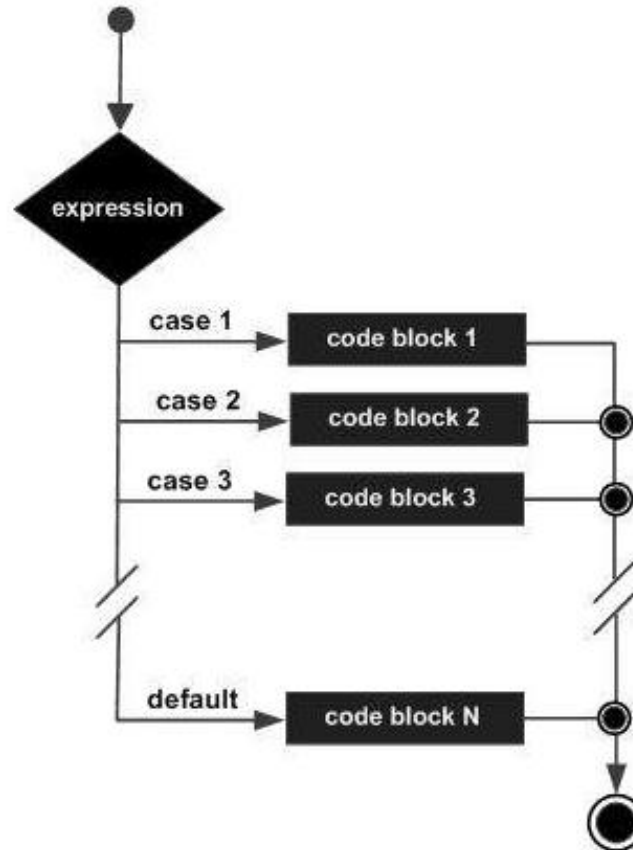 expression
case 1
code block 1
case 2
code block 2
case 3
code block 3
default
code block N